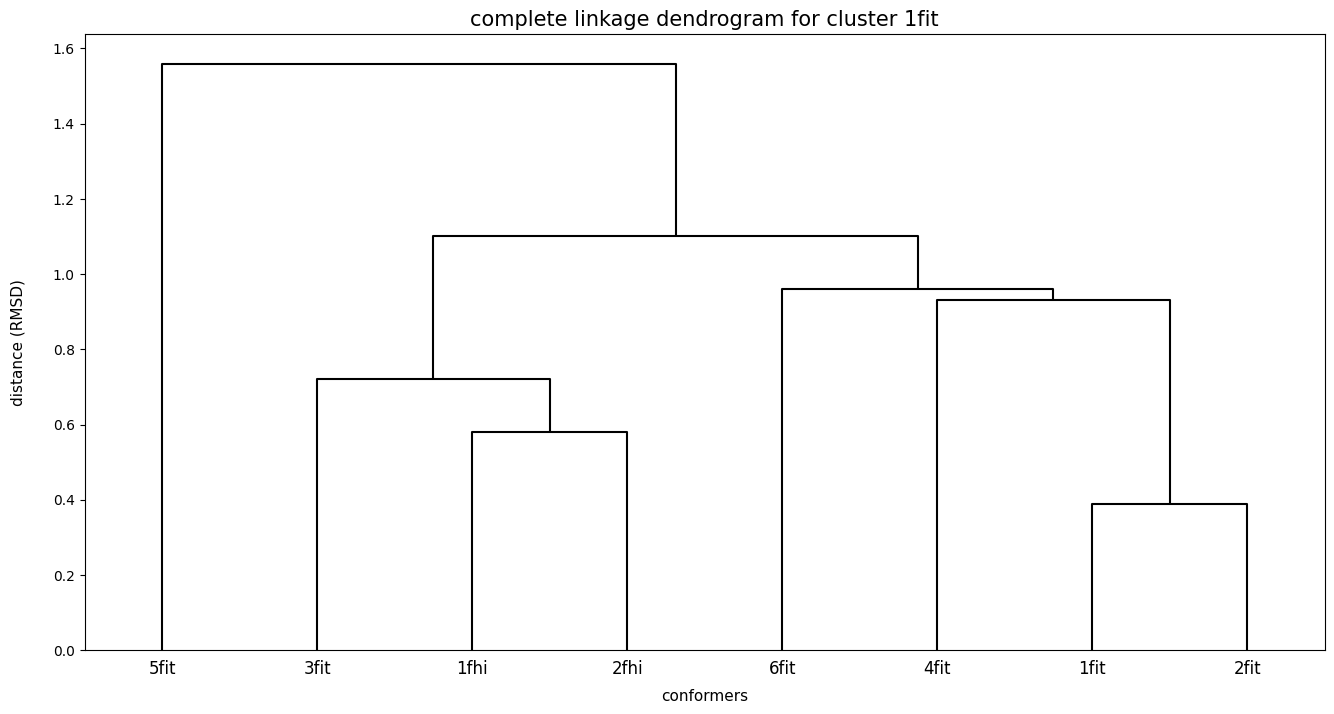 complete linkage dendrogram for cluster 1fit
1.6
1.4
1.2
1.0
0.8
0.6
0.4
0.2
0.0
distance (RMSD)
5fit 3fit 1fhi 2fhi 6fit 4fit 1fit 2fit
conformers